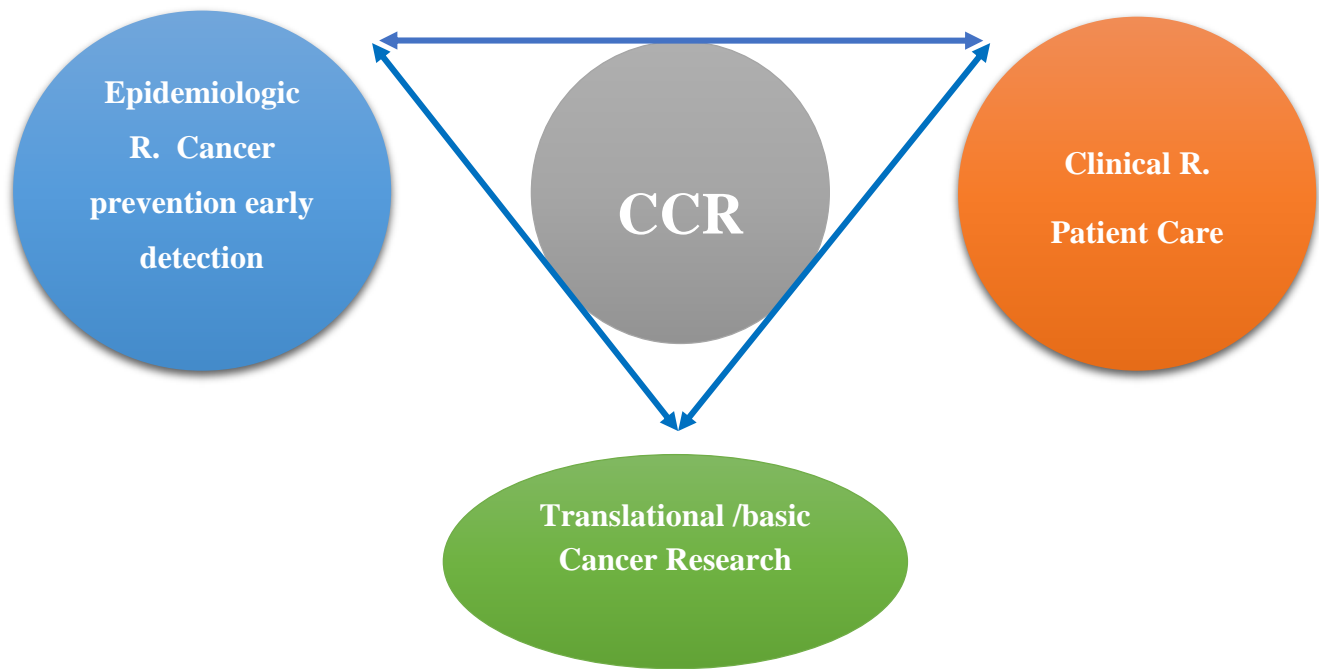 Epidemiologic
R. Cancer
prevention early
detection
CCR
Clinical R.
Patient Care
Translational /basic
Cancer Research